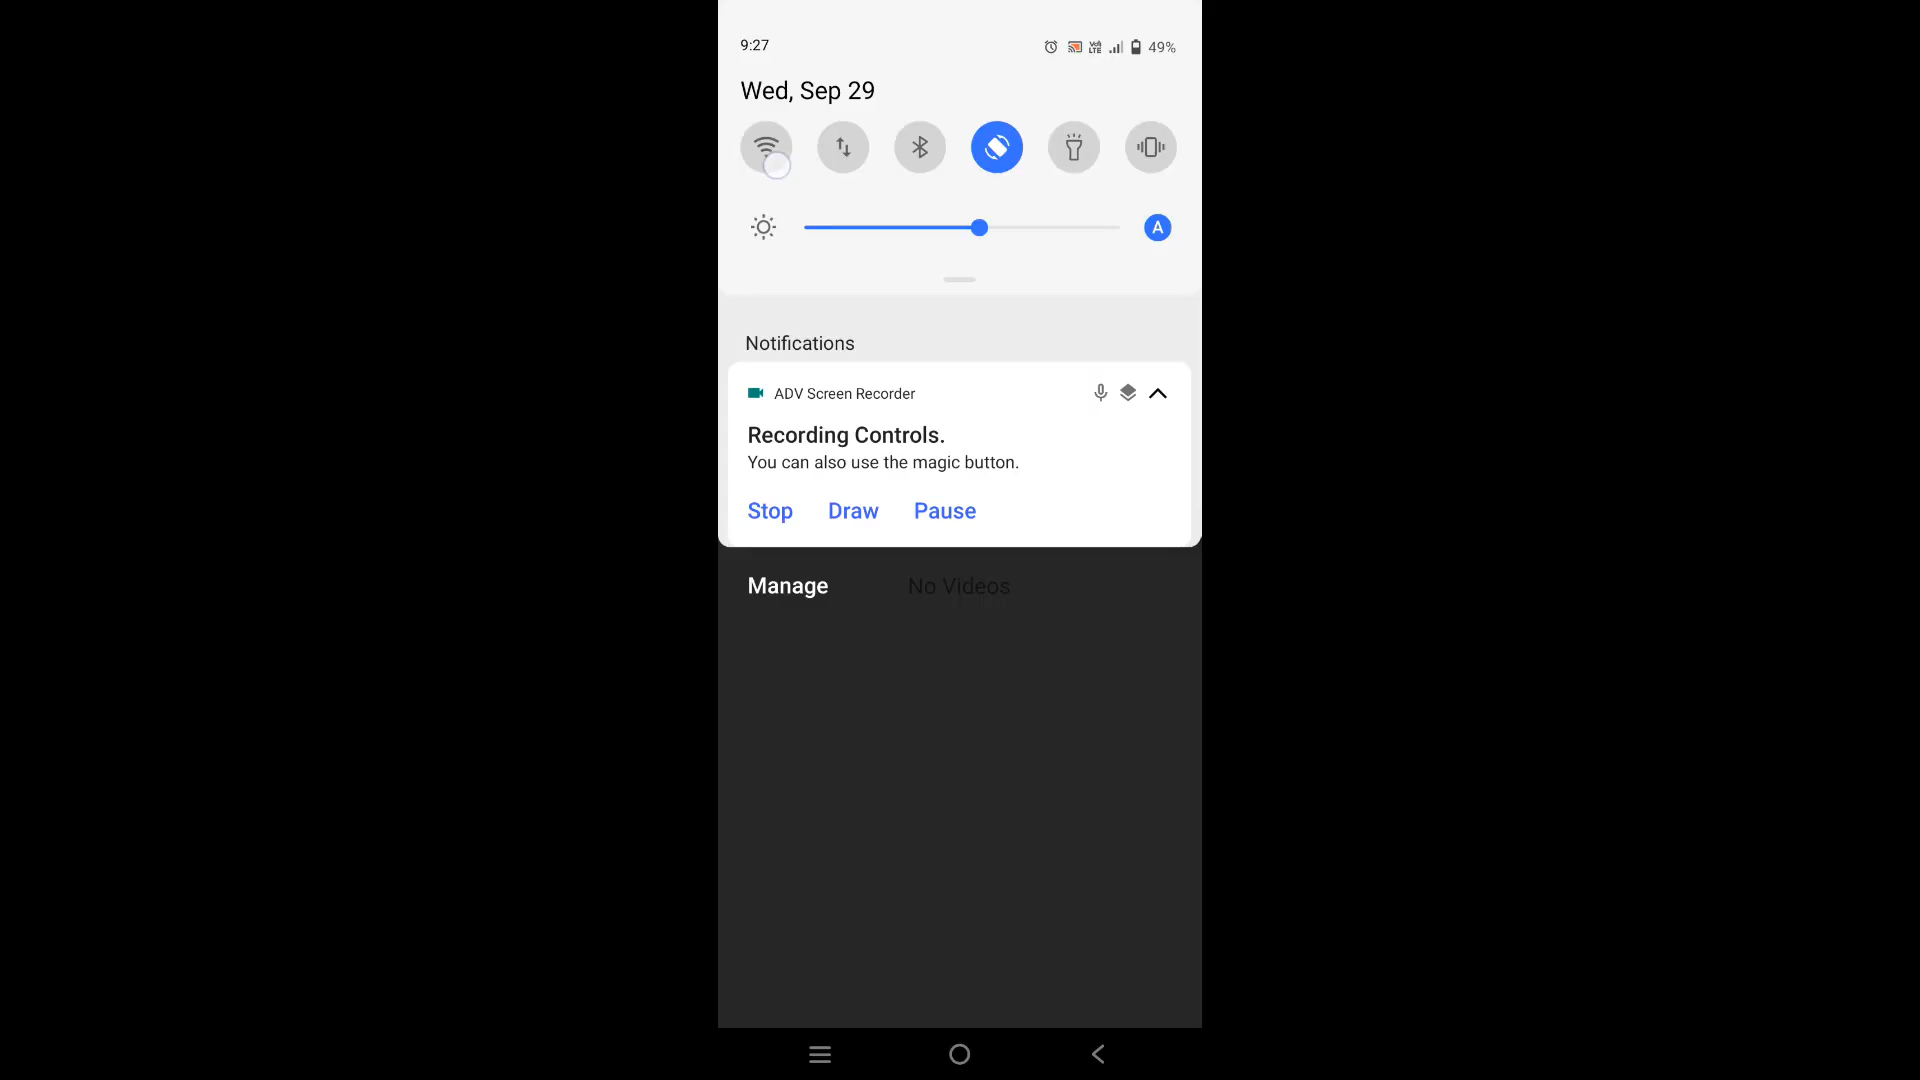 9:27
49%
Wed, Sep 29
A
Notifications
ADV Screen Recorder
Recording Controls.
You can also use the magic button.
Stop Draw Pause
Manage
No Videos